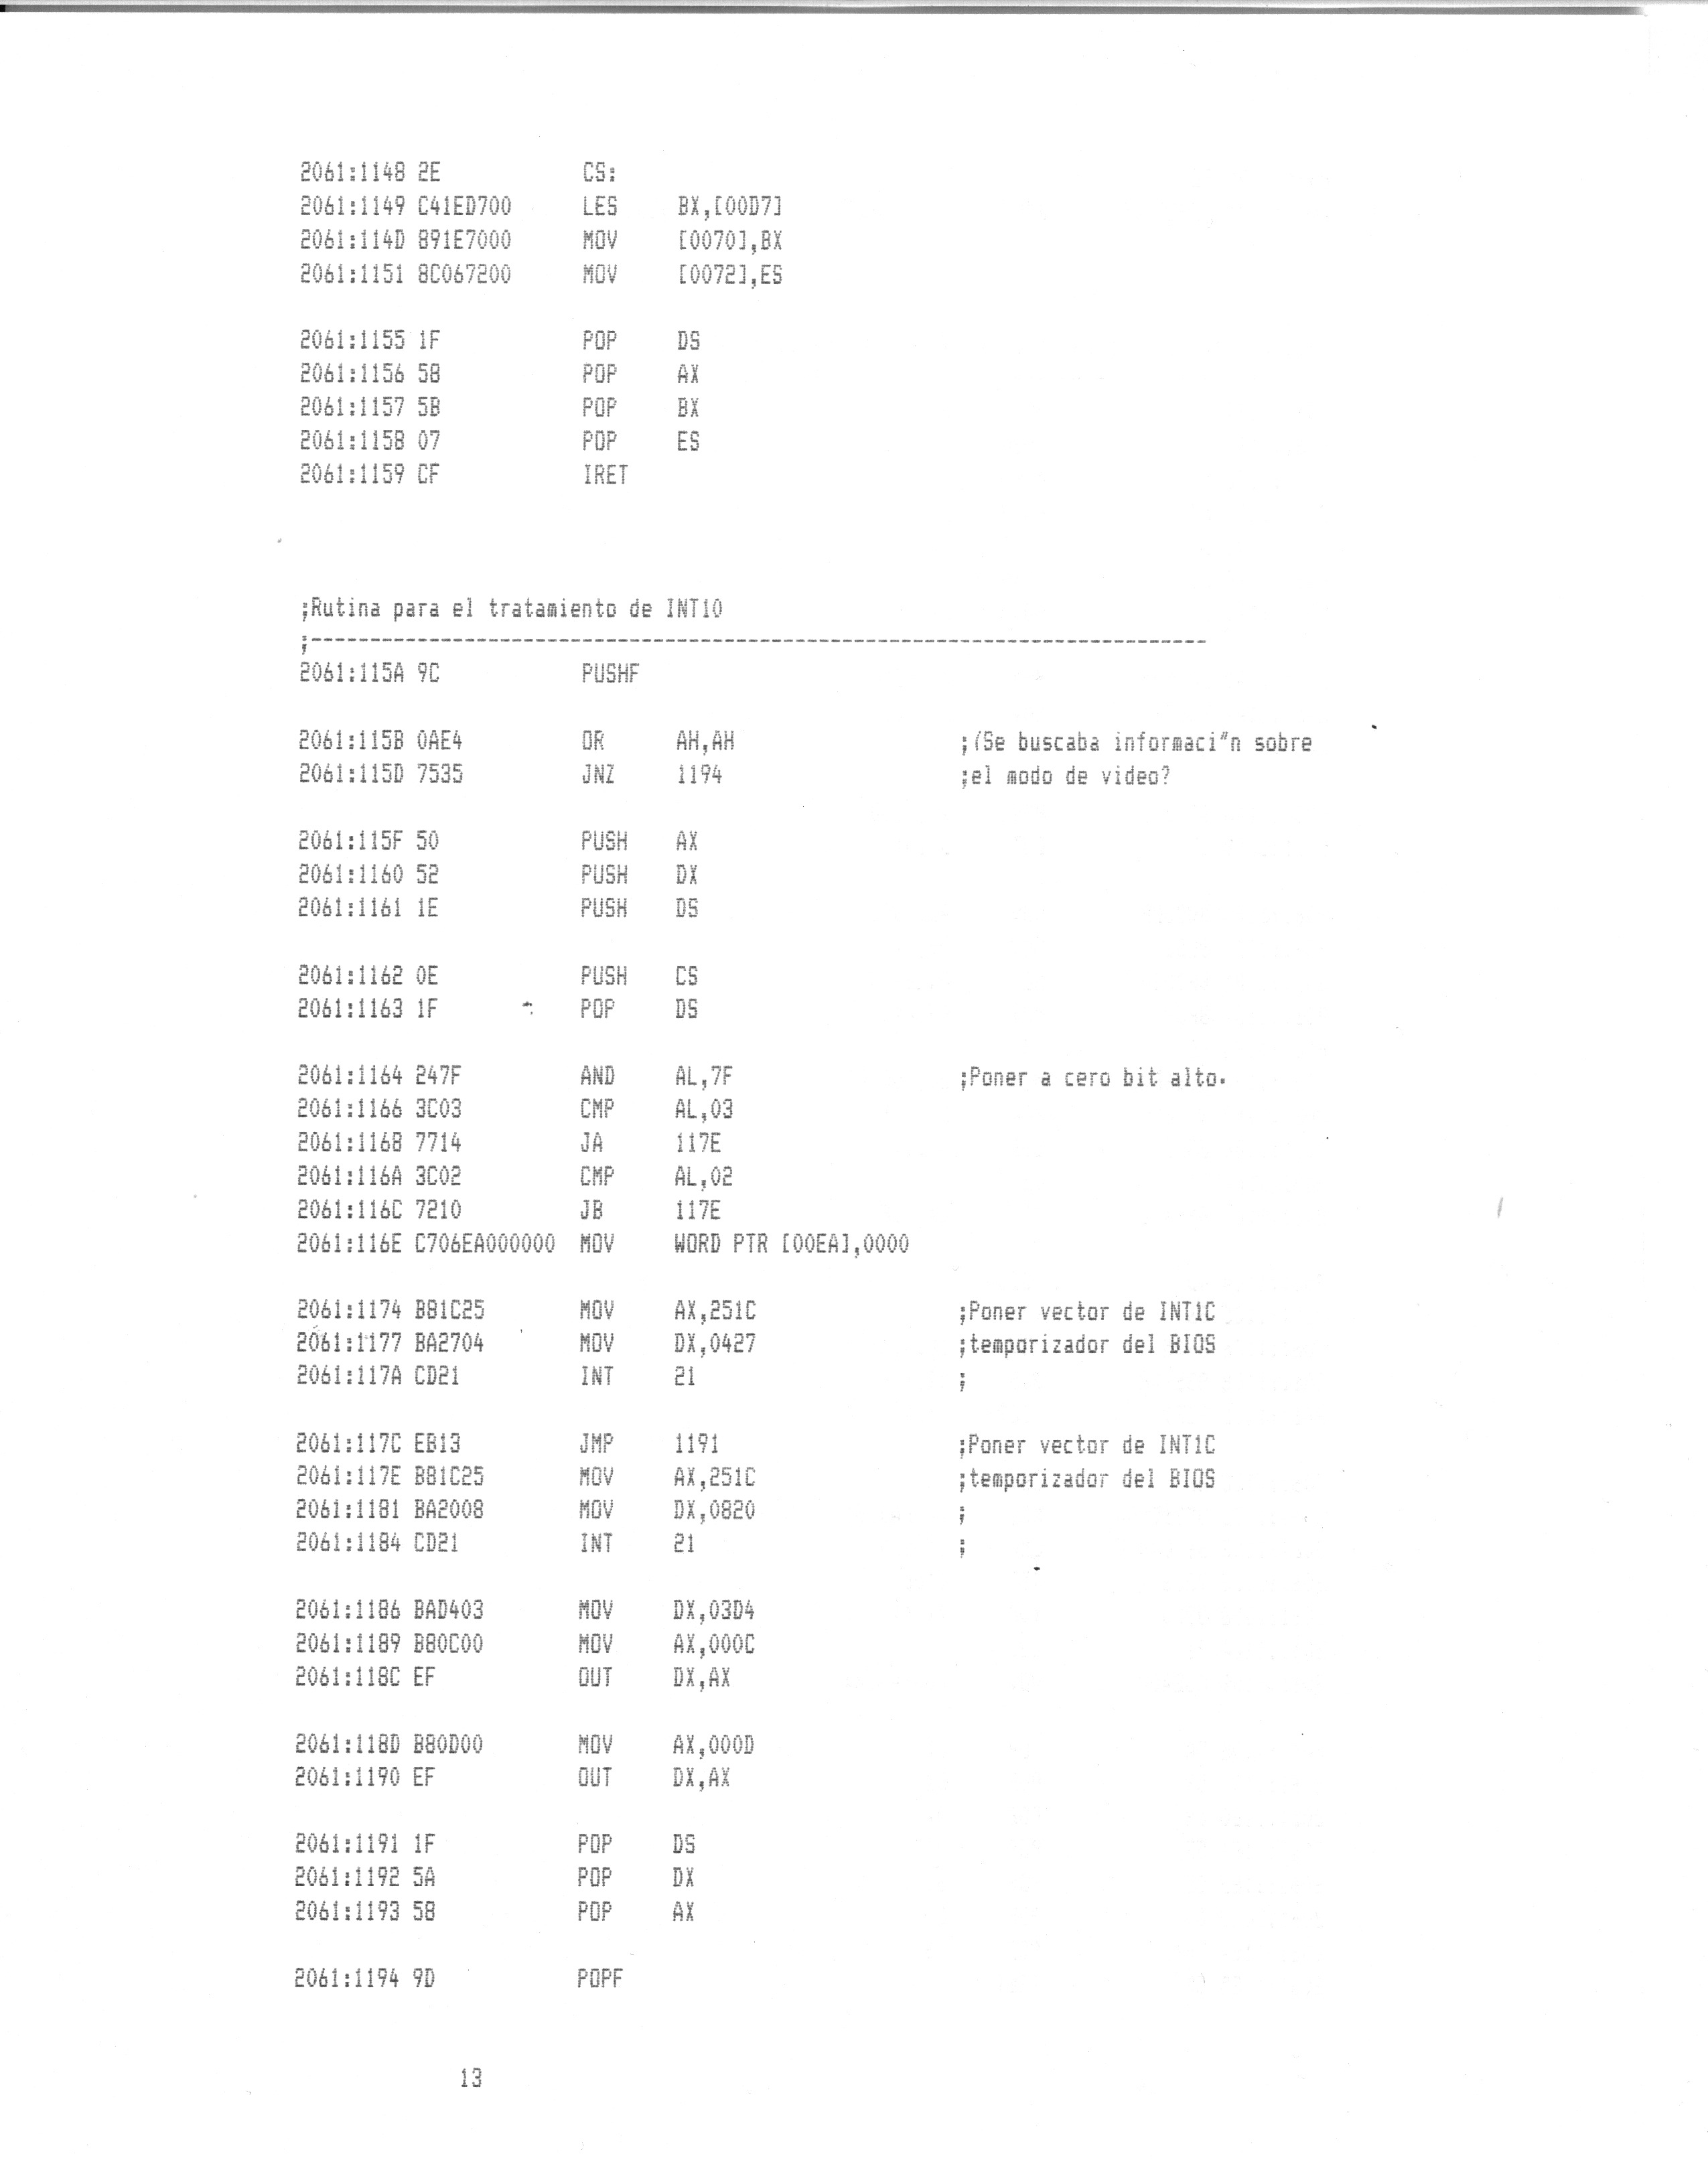 2061:1148 2E CS:
2061:1149 C41ED700 LES BX,[00D7]
2061:114D 891E7000 MOV [0070],BX
2061:1151 8C067200 MOV [0072],ES
2061:1155 1F POP DS
2061:1156 58 POP AX
2061:1157 5B POP BX
2061:1158 07 POP ES
2061:1159 CF IRET
;Rutina para el tratamiento de INT10
;----------------------------------------------------------------------------
2061:115A 9C PUSHF
2061:115B 0AE4 OR AH,AH ;(Se buscaba informaci"n sobre
2061:115D 7535 JNZ 1194 ;el modo de video?
2061:115F 50 PUSH AX
2061:1160 52 PUSH DX
2061:1161 1E PUSH DS
2061:1162 0E PUSH CS
2061:1163 1F POP DS
2061:1164 247F AND AL,7F ;Poner a cero bit alto.
2061:1166 3C03 CMP AL,03
2061:1168 7714 JA 117E
2061:116A 3C02 CMP AL,02
2061:116C 7210 JB 117E
2061:116E C706EA000000 MOV WORD PTR [00EA],0000
2061:1174 B81C25 MOV AX,251C ;Poner vector de INT1C
2061:1177 BA2704 MOV DX,0427 ;temporizador del BIOS
2061:117A CD21 INT 21 ;
2061:117C EB13 JMP 1191 ;Poner vector de INT1C
2061:117E B81C25 MOV AX,251C ;temporizador del BIOS
2061:1181 BA2008 MOV DX,0820 ;
2061:1184 CD21 INT 21 ;
2061:1186 BAD403 MOV DX,03D4
2061:1189 B80C00 MOV AX,000C
2061:118C EF OUT DX,AX
2061:118D B80D00 MOV AX,000D
2061:1190 EF OUT DX,AX
2061:1191 1F POP DS
2061:1192 5A POP DX
2061:1193 58 POP AX
2061:1194 9D POPF
13